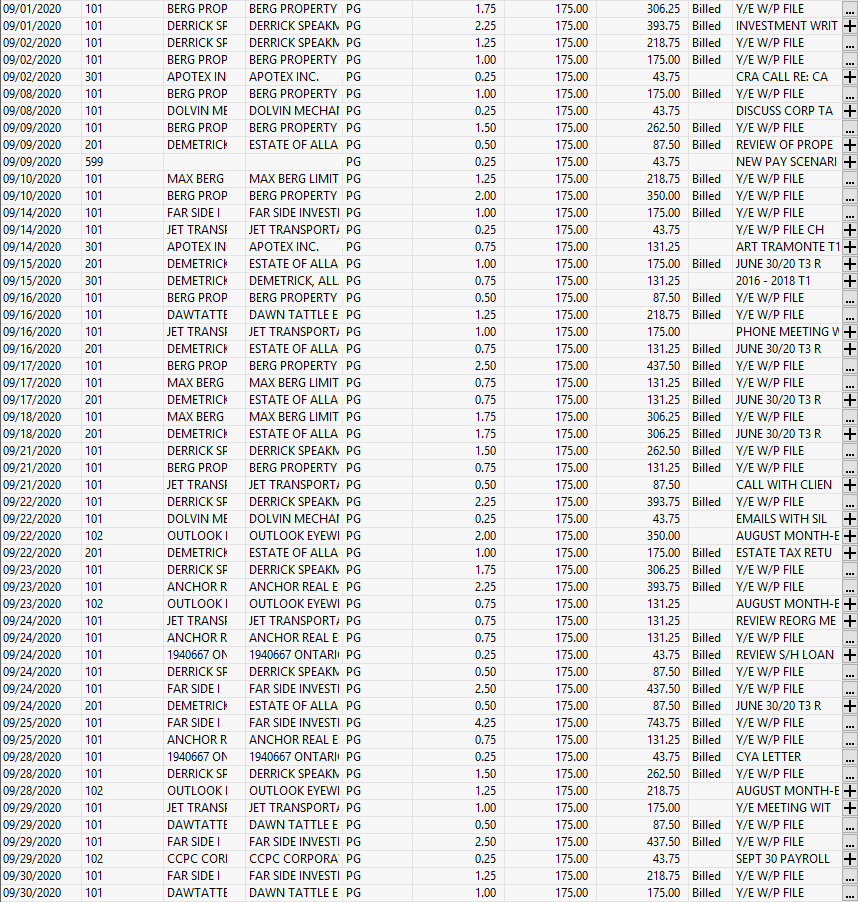 09/01/2020 101 BERG PROP BERG PROPERTY PG 1.75 175.00 306.25 Billed Y/E W/P FILE ...
09/01/2020 101 DERRICK SP DERRICK SPEAKM PG 2.25 175.00 393.75 Billed INVESTMENT WRIT +
09/02/2020 101 DERRICK SP DERRICK SPEAKM PG 1.25 175.00 218.75 Billed Y/E W/P FILE ...
09/02/2020 101 BERG PROP BERG PROPERTY PG 1.00 175.00 175.00 Billed Y/E W/P FILE ...
09/02/2020 301 APOTEX IN APOTEX INC. PG 0.25 175.00 43.75 CRA CALL RE: CA +
09/08/2020 101 BERG PROP BERG PROPERTY PG 1.00 175.00 175.00 Billed Y/E W/P FILE ...
09/08/2020 101 DOLVIN ME DOLVIN MECHAI PG 0.25 175.00 43.75 DISCUSS CORP TA +
09/09/2020 101 BERG PROP BERG PROPERTY PG 1.50 175.00 262.50 Billed Y/E W/P FILE ...
09/09/2020 201 DEMETRICK ESTATE OF ALLA PG 0.50 175.00 87.50 Billed REVIEW OF PROPE +
09/09/2020 599 PG 0.25 175.00 43.75 NEW PAY SCENARI +
09/10/2020 101 MAX BERG MAX BERG LIMIT PG 1.25 175.00 218.75 Billed Y/E W/P FILE ...
09/10/2020 101 BERG PROP BERG PROPERTY PG 2.00 175.00 350.00 Billed Y/E W/P FILE ...
09/10/2020 101 FAR SIDE I FAR SIDE INVESTI PG 1.00 175.00 175.00 Billed Y/E W/P FILE ...
09/14/2020 101 JET TRANSF JET TRANSPORTA PG 0.25 175.00 43.75 Y/E W/P FILE CH +
09/14/2020 301 APOTEX IN APOTEX INC. PG 0.75 175.00 131.25 ART TRAMONTE T1 +
09/15/2020 201 DEMETRICK ESTATE OF ALLA PG 1.00 175.00 175.00 Billed JUNE 30/20 T3 R +
09/15/2020 301 DEMETRICK DEMETRICK, ALL PG 0.75 175.00 131.25 2016 - 2018 T1 +
09/16/2020 101 BERG PROP BERG PROPERTY PG 0.50 175.00 87.50 Billed Y/E W/P FILE ...
09/16/2020 101 DAWTATTE DAWN TATTLE E PG 1.25 175.00 218.75 Billed Y/E W/P FILE ...
09/16/2020 101 JET TRANSF JET TRANSPORTA PG 1.00 175.00 175.00 PHONE MEETING W +
09/16/2020 201 DEMETRICK ESTATE OF ALLA PG 0.75 175.00 131.25 Billed JUNE 30/20 T3 R +
09/17/2020 101 BERG PROP BERG PROPERTY PG 2.50 175.00 437.50 Billed Y/E W/P FILE ...
09/17/2020 101 MAX BERG MAX BERG LIMIT PG 0.75 175.00 131.25 Billed Y/E W/P FILE ...
09/17/2020 201 DEMETRICK ESTATE OF ALLA PG 0.75 175.00 131.25 Billed JUNE 30/20 T3 R +
09/18/2020 101 MAX BERG MAX BERG LIMIT PG 1.75 175.00 306.25 Billed Y/E W/P FILE ...
09/18/2020 201 DEMETRICK ESTATE OF ALLA PG 1.75 175.00 306.25 Billed JUNE 30/20 T3 R +
09/21/2020 101 DERRICK SP DERRICK SPEAKM PG 1.50 175.00 262.50 Billed Y/E W/P FILE ...
09/21/2020 101 BERG PROP BERG PROPERTY PG 0.75 175.00 131.25 Billed Y/E W/P FILE ...
09/21/2020 101 JET TRANSF JET TRANSPORTA PG 0.50 175.00 87.50 CALL WITH CLIEN +
09/22/2020 101 DERRICK SP DERRICK SPEAKM PG 2.25 175.00 393.75 Billed Y/E W/P FILE ...
09/22/2020 101 DOLVIN ME DOLVIN MECHAI PG 0.25 175.00 43.75 EMAILS WITH SIL +
09/22/2020 102 OUTLOOK I OUTLOOK EYEWI PG 2.00 175.00 350.00 AUGUST MONTH-E +
09/22/2020 201 DEMETRICK ESTATE OF ALLA PG 1.00 175.00 175.00 Billed ESTATE TAX RETU +
09/23/2020 101 DERRICK SP DERRICK SPEAKM PG 1.75 175.00 306.25 Billed Y/E W/P FILE ...
09/23/2020 101 ANCHOR R ANCHOR REAL E PG 2.25 175.00 393.75 Billed Y/E W/P FILE ...
09/23/2020 102 OUTLOOK I OUTLOOK EYEWI PG 0.75 175.00 131.25 AUGUST MONTH-E +
09/24/2020 101 JET TRANSF JET TRANSPORTA PG 0.75 175.00 131.25 REVIEW REORG ME +
09/24/2020 101 ANCHOR R ANCHOR REAL E PG 0.75 175.00 131.25 Billed Y/E W/P FILE ...
09/24/2020 101 1940667 ON 1940667 ONTARI PG 0.25 175.00 43.75 Billed REVIEW S/H LOAN +
09/24/2020 101 DERRICK SP DERRICK SPEAKM PG 0.50 175.00 87.50 Billed Y/E W/P FILE ...
09/24/2020 101 FAR SIDE I FAR SIDE INVESTI PG 2.50 175.00 437.50 Billed Y/E W/P FILE ...
09/24/2020 201 DEMETRICK ESTATE OF ALLA PG 0.50 175.00 87.50 Billed JUNE 30/20 T3 R +
09/25/2020 101 FAR SIDE I FAR SIDE INVESTI PG 4.25 175.00 743.75 Billed Y/E W/P FILE ...
09/25/2020 101 ANCHOR R ANCHOR REAL E PG 0.75 175.00 131.25 Billed Y/E W/P FILE ...
09/28/2020 101 1940667 ON 1940667 ONTARI PG 0.25 175.00 43.75 Billed CYA LETTER ...
09/28/2020 101 DERRICK SP DERRICK SPEAKM PG 1.50 175.00 262.50 Billed Y/E W/P FILE ...
09/28/2020 102 OUTLOOK I OUTLOOK EYEWI PG 1.25 175.00 218.75 AUGUST MONTH-E +
09/29/2020 101 JET TRANSF JET TRANSPORTA PG 1.00 175.00 175.00 Y/E MEETING WIT +
09/29/2020 101 DAWTATTE DAWN TATTLE E PG 0.50 175.00 87.50 Billed Y/E W/P FILE ...
09/29/2020 101 FAR SIDE I FAR SIDE INVESTI PG 2.50 175.00 437.50 Billed Y/E W/P FILE ...
09/29/2020 102 CCPC CORI CCPC CORPORA PG 0.25 175.00 43.75 SEPT 30 PAYROLL +
09/30/2020 101 FAR SIDE I FAR SIDE INVESTI PG 1.25 175.00 218.75 Billed Y/E W/P FILE ...
09/30/2020 101 DAWTATTE DAWN TATTLE E PG 1.00 175.00 175.00 Billed Y/E W/P FILE ...